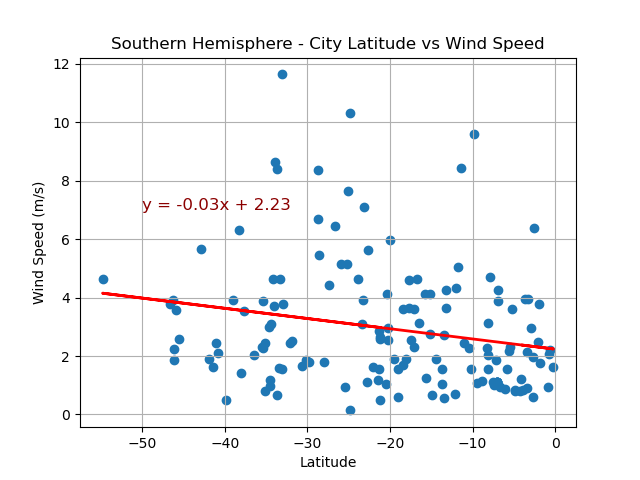 Southern Hemisphere - City Latitude vs Wind Speed
12
10
8
6
4
2
0
Wind Speed (m/s)
y = -0.03x + 2.23
−50 −40 −30 −20 −10 0
Latitude